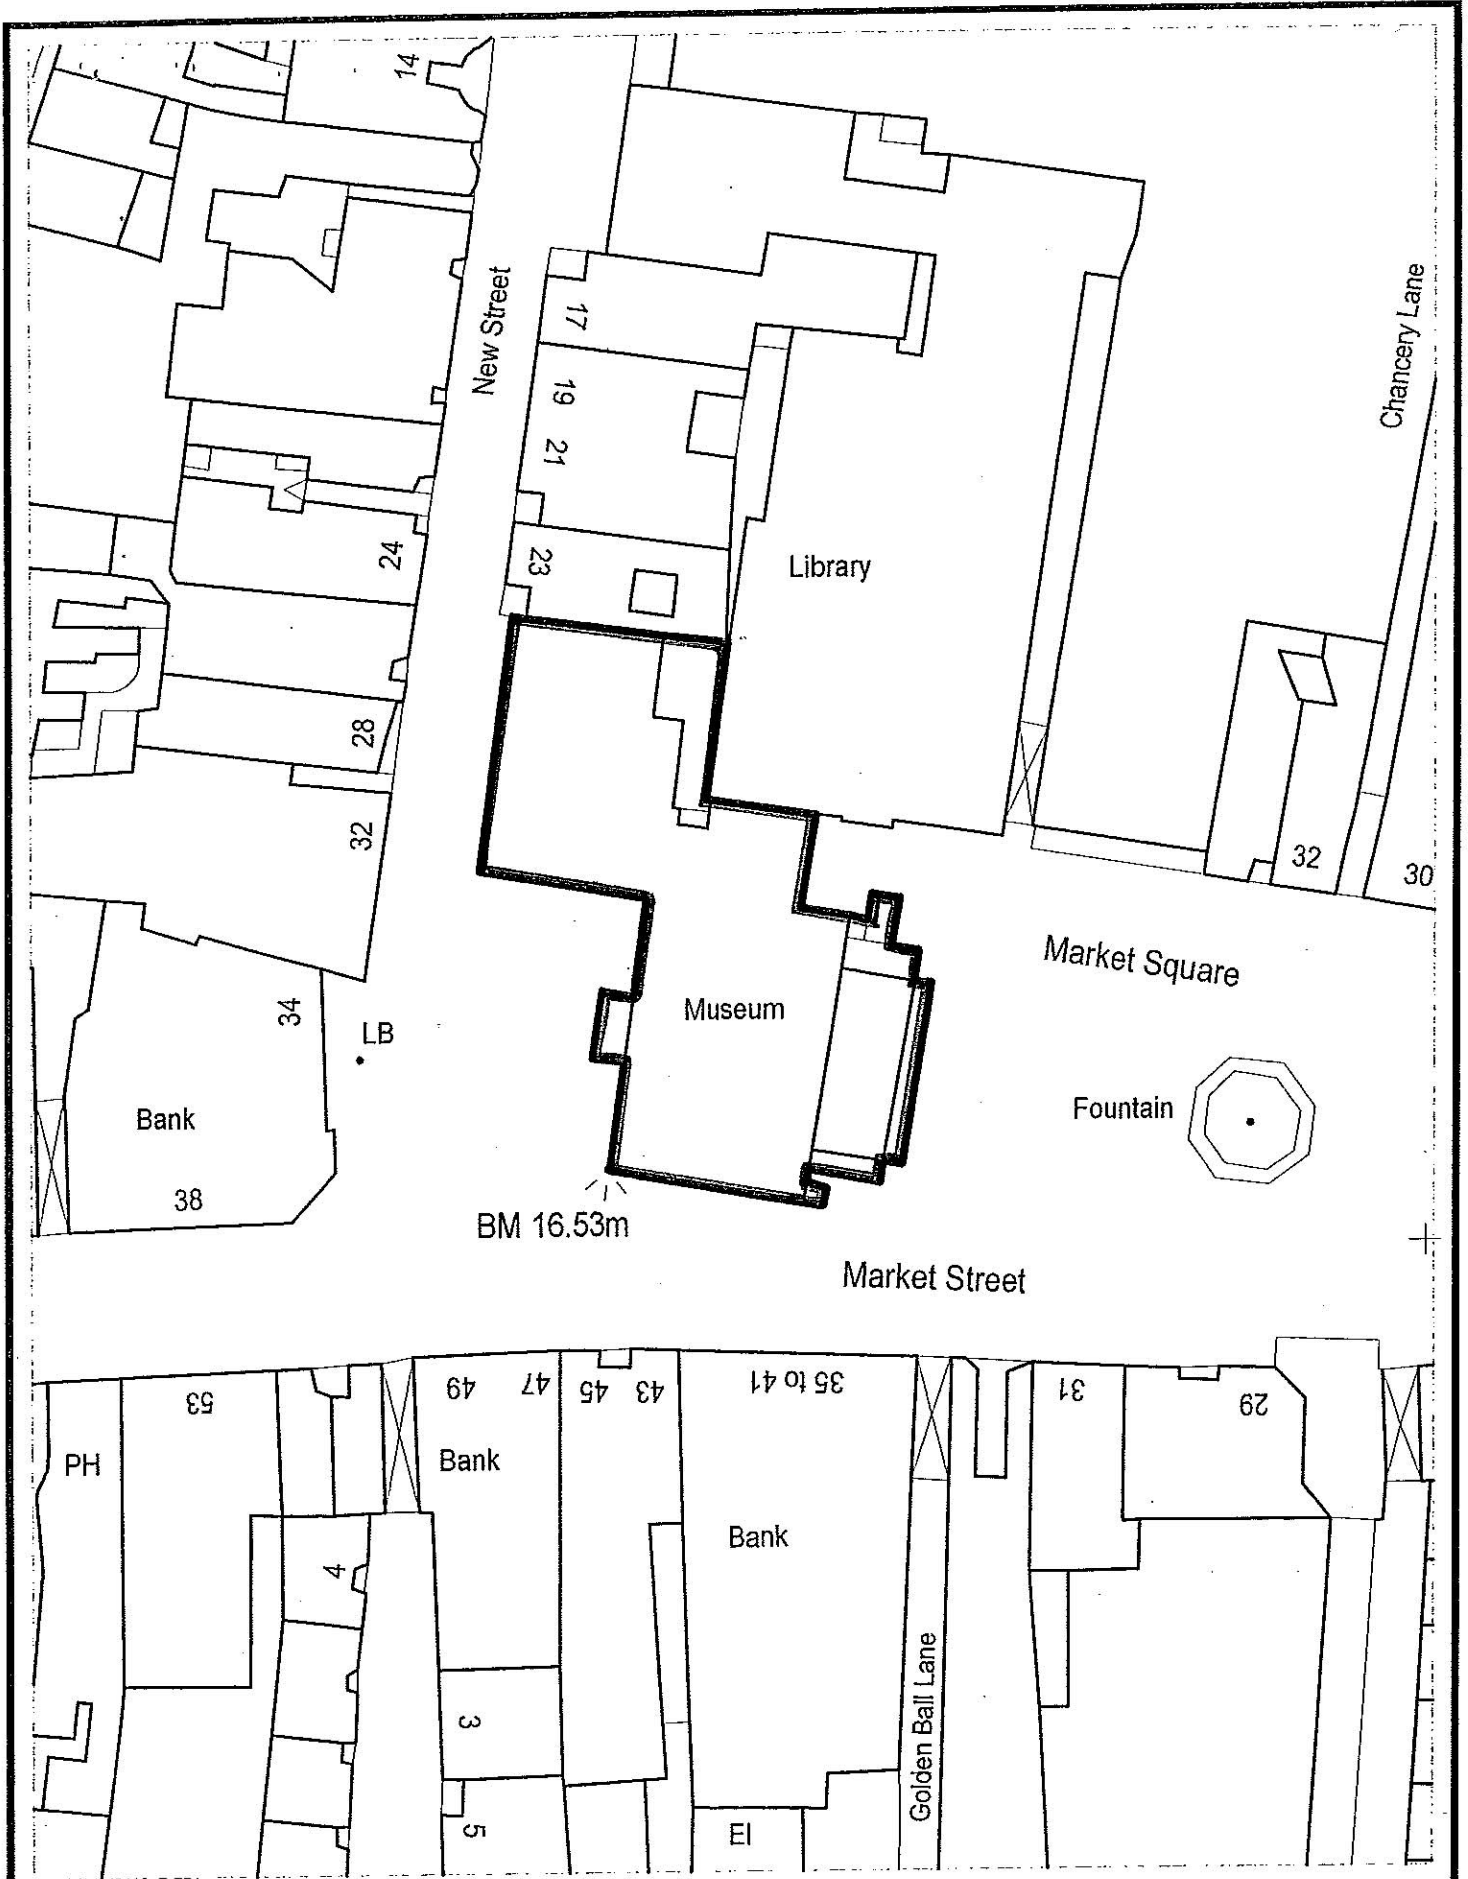 14
New Street
17
Chancery Lane
19
21
24
23
Library
28
32
32
30
Market Square
34
LB
Museum
Bank
Fountain
38
BM 16.53m
Market Street
53
49
47
45
43
35 to 41
31
29
PH
Bank
Bank
4
3
Golden Ball Lane
5
El